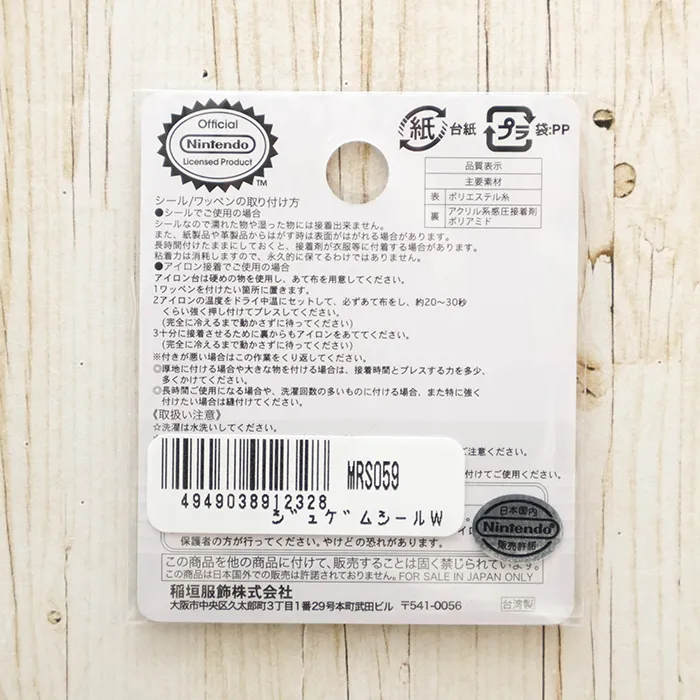 Official
Nintendo
Licensed Product
TM
紙 台紙
プラ 袋:PP
品質表示
主要素材
表 ポリエステル糸
裏 アクリル系感圧接着剤
ポリアミド
シール/ワッペンの取り付け方
●シールでご使用の場合
シールなので濡れた物や湿った物には接着出来ません。
また、紙製品や革製品からはがす時は表面がはがれる場合があります。
長時間付けたままにしておくと、接着剤が衣服等に付着する場合があります。
粘着力は消耗しますので、永久的に保てるわけではありません。
●アイロン接着でご使用の場合
アイロン台は硬めの物を使用し、あて布を用意してください。
1ワッペンを付けたい箇所に置きます。
2アイロンの温度をドライ中温にセットして、必ずあて布をし、約20〜30秒
くらい強く押し付けてプレスしてください。
(完全に冷えるまで動かさずに待ってください)
3十分に接着させるために裏からもアイロンをあててください。
(完全に冷えるまで動かさずに待ってください)
※付きが悪い場合はこの作業をくり返してください。
◎厚地に付ける場合や大きな物を付ける場合は、接着時間とプレスする力を多少、
多くかけてください。
◎長時間ご使用になる場合や、洗濯回数の多いものに付ける場合、また特に強く
付けたい場合は縫付けてください。
《取扱い注意》
☆洗濯は水洗いしてください。
ご注意ください。
付けてご使用ください。
MRS059
4949038912328
ジュゲムシールW
日本国内
Nintendo
販売許諾
保護者の方が行ってください。やけどの恐れがあります。
この商品を他の商品に付けて、販売することは固く禁じられています。
この商品は日本国外での販売は許諾されておりません。FOR SALE IN JAPAN ONLY
稲垣服飾株式会社
大阪市中央区久太郎町3丁目1番29号本町武田ビル 〒541-0056
台湾製